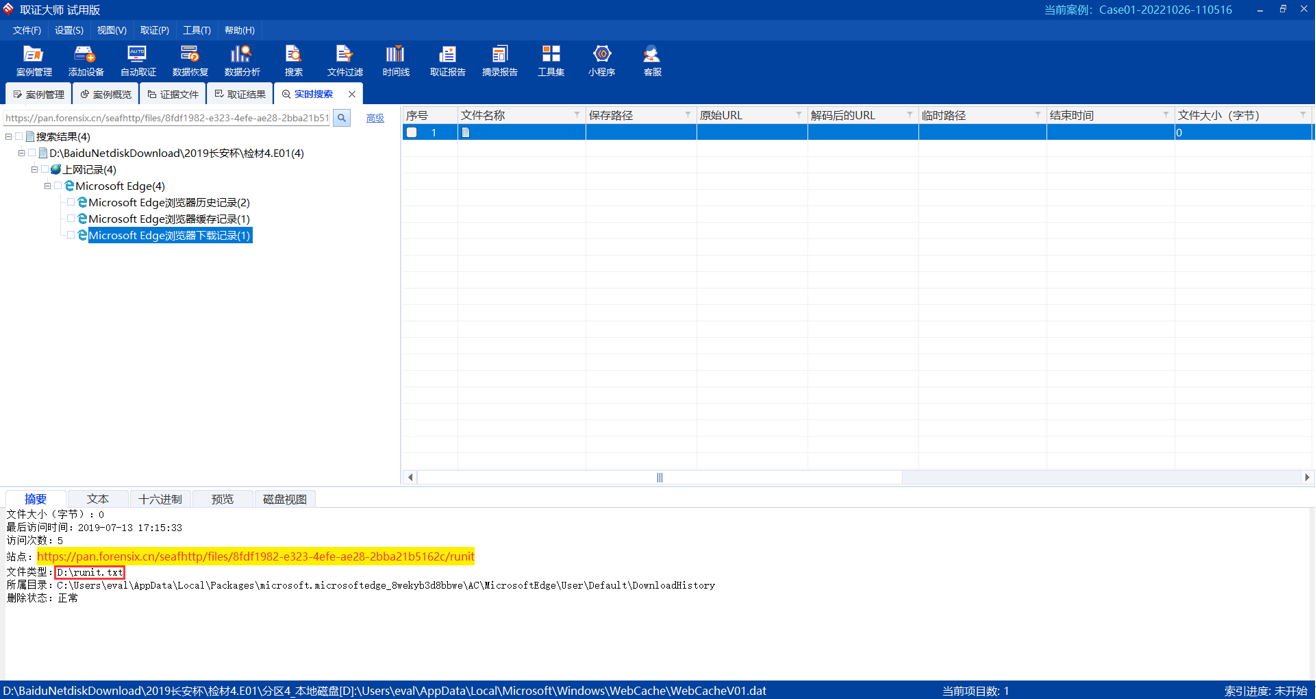 取证大师 试用版
当前案例：Case01-20221026-110516
文件(F) 设置(S) 视图(V) 取证(P) 工具(T) 帮助(H)
案例管理 添加设备 自动取证 数据恢复 数据分析 搜索 文件过滤 时间线 取证报告 摘录报告 工具集 小程序 客服
案例管理 案例概览 证据文件 取证结果 实时搜索
https://pan.forensix.cn/seafhttp/files/8fdf1982-e323-4efe-ae28-2bba21b51 高级
搜索结果(4)
D:\BaiduNetdiskDownload\2019长安杯\检材4.E01(4)
上网记录(4)
Microsoft Edge(4)
Microsoft Edge浏览器历史记录(2)
Microsoft Edge浏览器缓存记录(1)
Microsoft Edge浏览器下载记录(1)
序号 文件名称 保存路径 原始URL 解码后的URL 临时路径 结束时间 文件大小（字节）
1 0
摘要 文本 十六进制 预览 磁盘视图
文件大小（字节）：0
最后访问时间：2019-07-13 17:15:33
访问次数：5
站点：https://pan.forensix.cn/seafhttp/files/8fdf1982-e323-4efe-ae28-2bba21b5162c/runit
文件类型：D:\runit.txt
所属目录：C:\Users\eval\AppData\Local\Packages\microsoft.microsoftedge_8wekyb3d8bbwe\AC\MicrosoftEdge\User\Default\DownloadHistory
删除状态：正常
D:\BaiduNetdiskDownload\2019长安杯\检材4.E01\分区4_本地磁盘[D]:\Users\eval\AppData\Local\Microsoft\Windows\WebCache\WebCacheV01.dat 当前项目数: 1 索引进度: 未开始